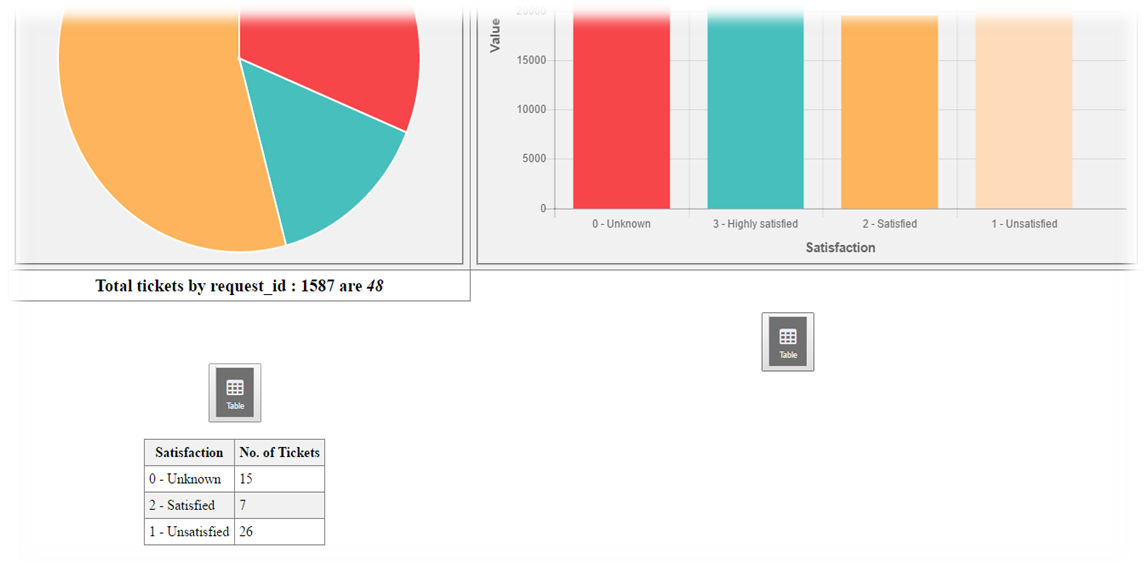 Value
20000
15000
10000
5000
0
0 - Unknown 3 - Highly satisfied 2 - Satisfied 1 - Unsatisfied
Satisfaction
Total tickets by request_id : 1587 are 48
Table
Table
Satisfaction No. of Tickets
0 - Unknown 15
2 - Satisfied 7
1 - Unsatisfied 26